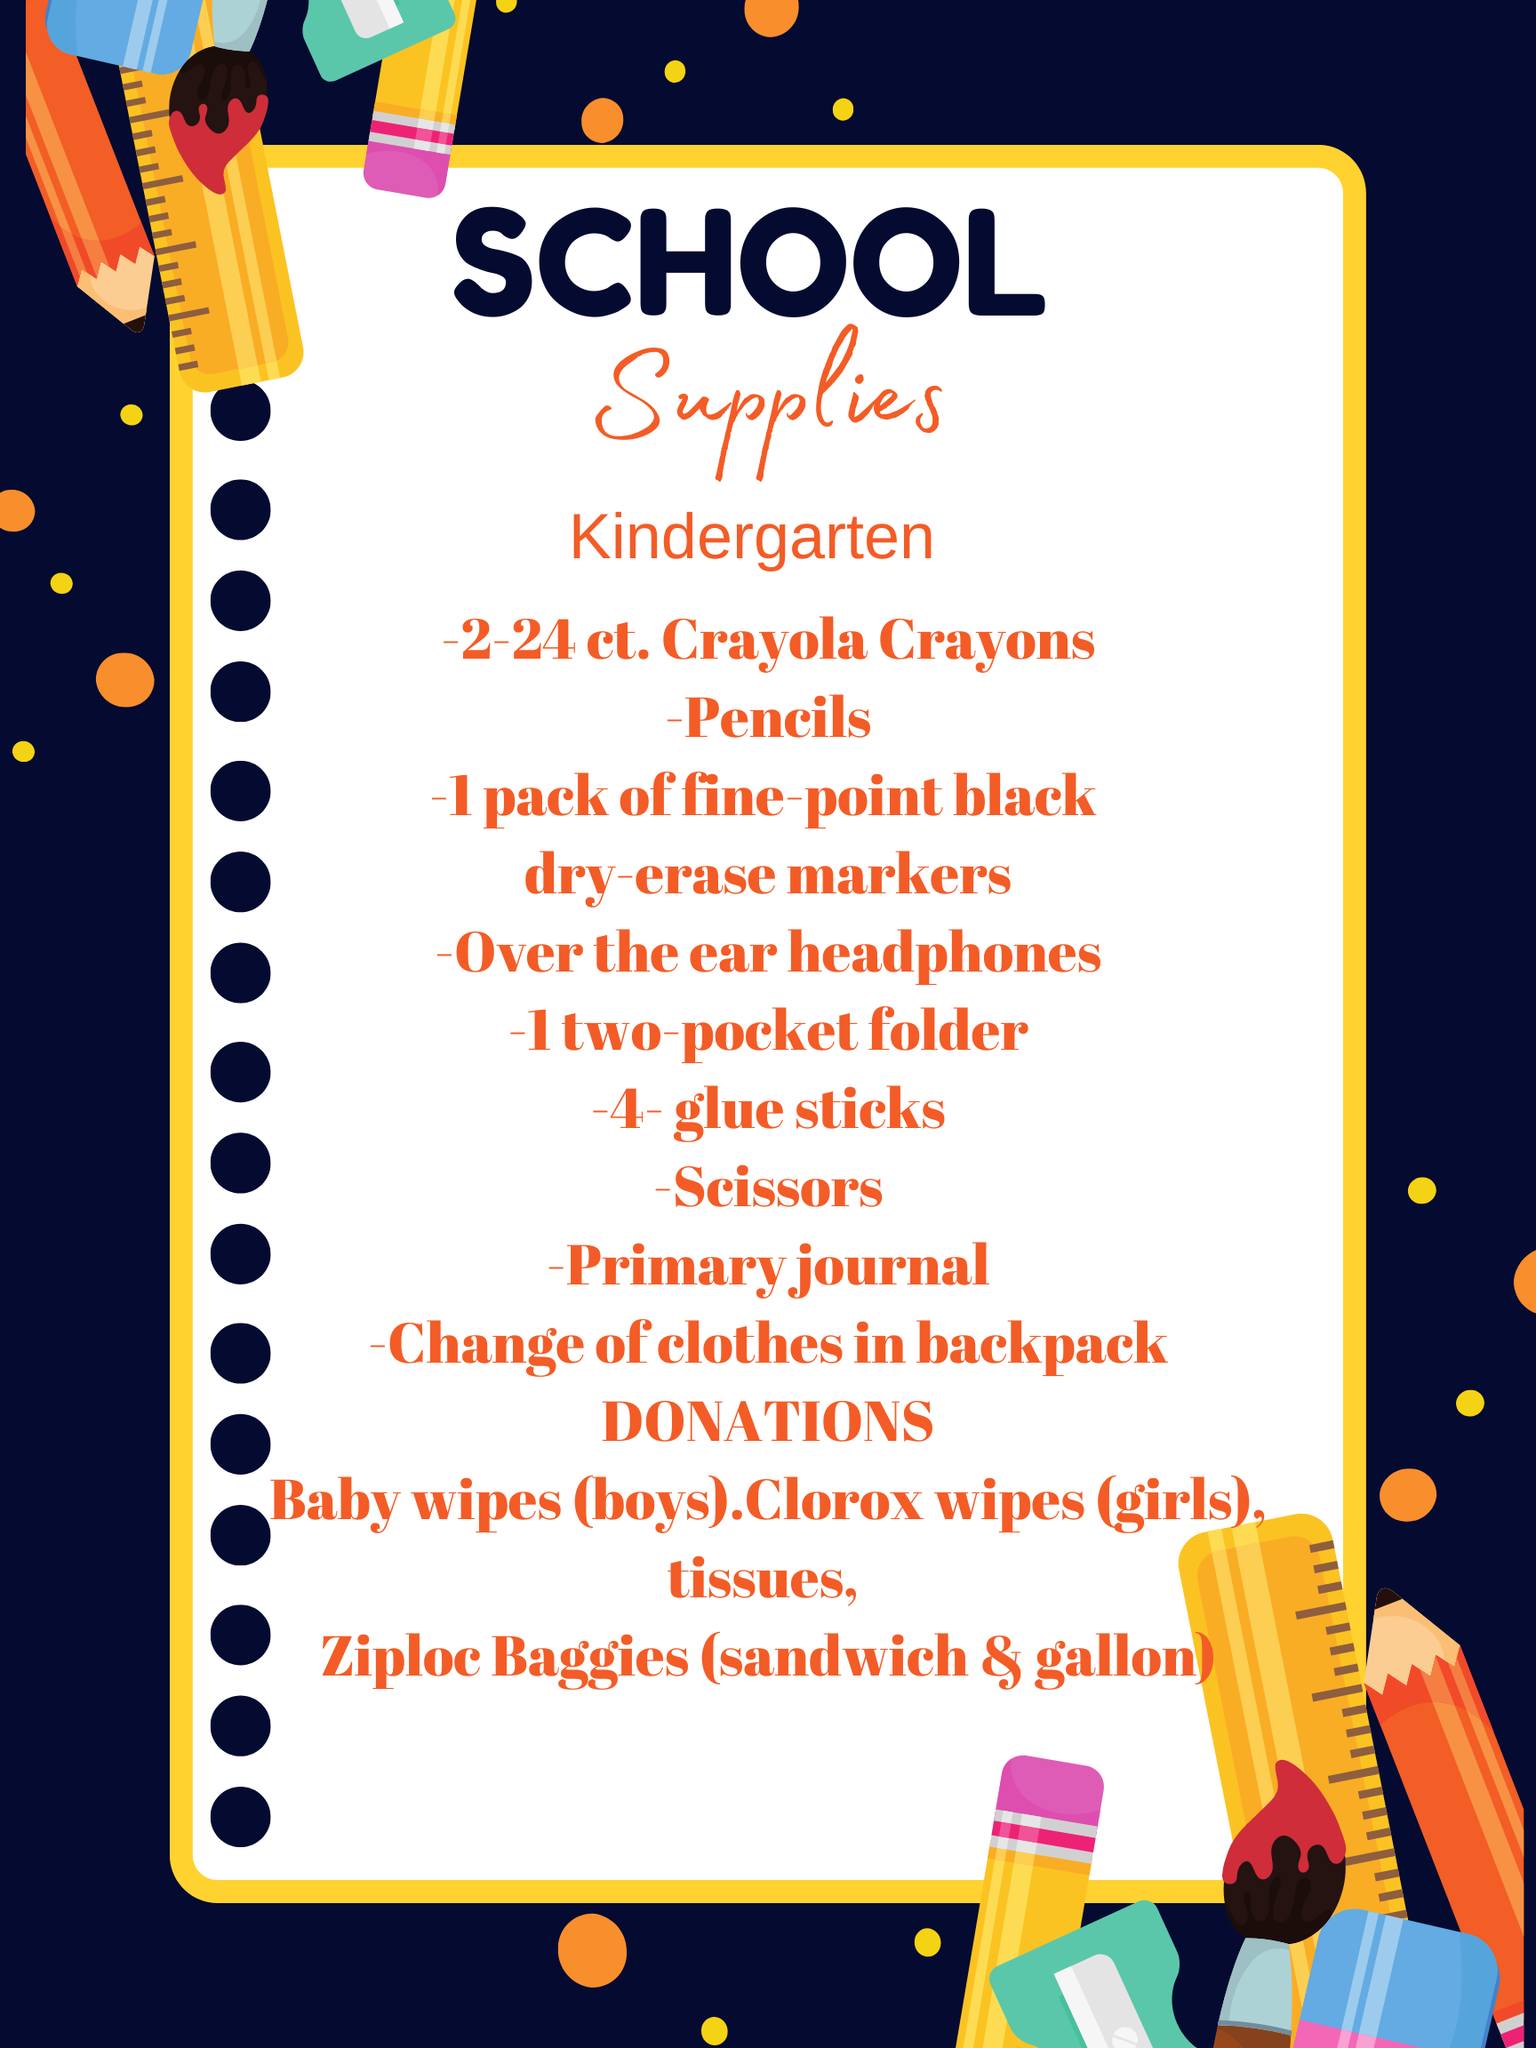 SCHOOL
Supplies
Kindergarten
-2-24 ct. Crayola Crayons
-Pencils
-1 pack of fine-point black
dry-erase markers
-Over the ear headphones
-1 two-pocket folder
-4- glue sticks
-Scissors
-Primary journal
-Change of clothes in backpack
DONATIONS
Baby wipes (boys).Clorox wipes (girls),
tissues,
Ziploc Baggies (sandwich & gallon)